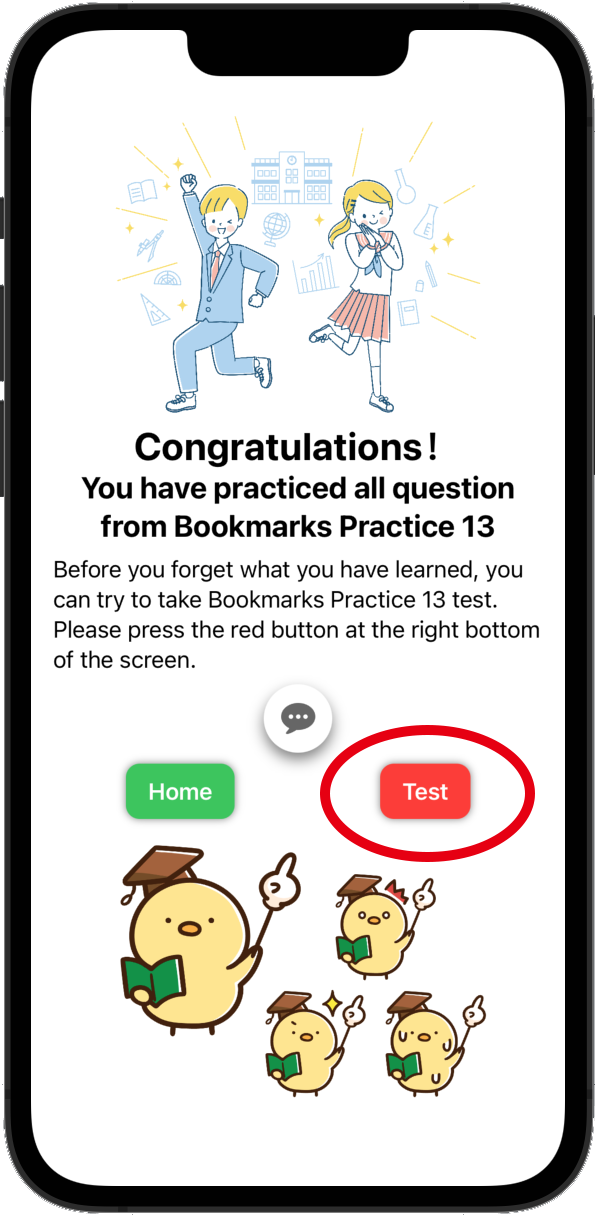 Congratulations！
You have practiced all question
from Bookmarks Practice 13
Before you forget what you have learned, you
can try to take Bookmarks Practice 13 test.
Please press the red button at the right bottom
of the screen.
Home
Test